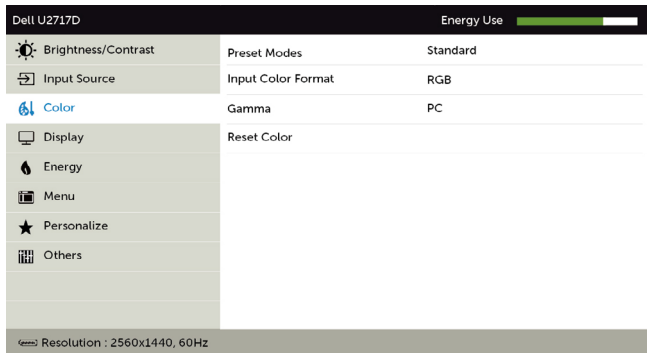 Dell U2717D Energy Use
Brightness/Contrast
Input Source
Color
Display
Energy
Menu
Personalize
Others
Preset Modes Standard
Input Color Format RGB
Gamma PC
Reset Color
Resolution : 2560x1440, 60Hz